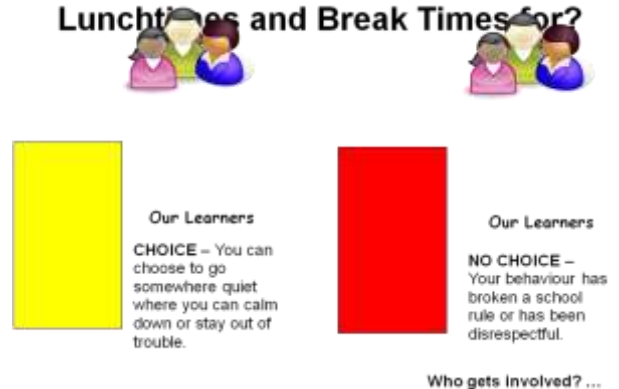 Lunchtimes and Break Times for?
Our Learners
CHOICE – You can
choose to go
somewhere quiet
where you can calm
down or stay out of
trouble.
Our Learners
NO CHOICE –
Your behaviour has
broken a school
rule or has been
disrespectful.
Who gets involved? ...